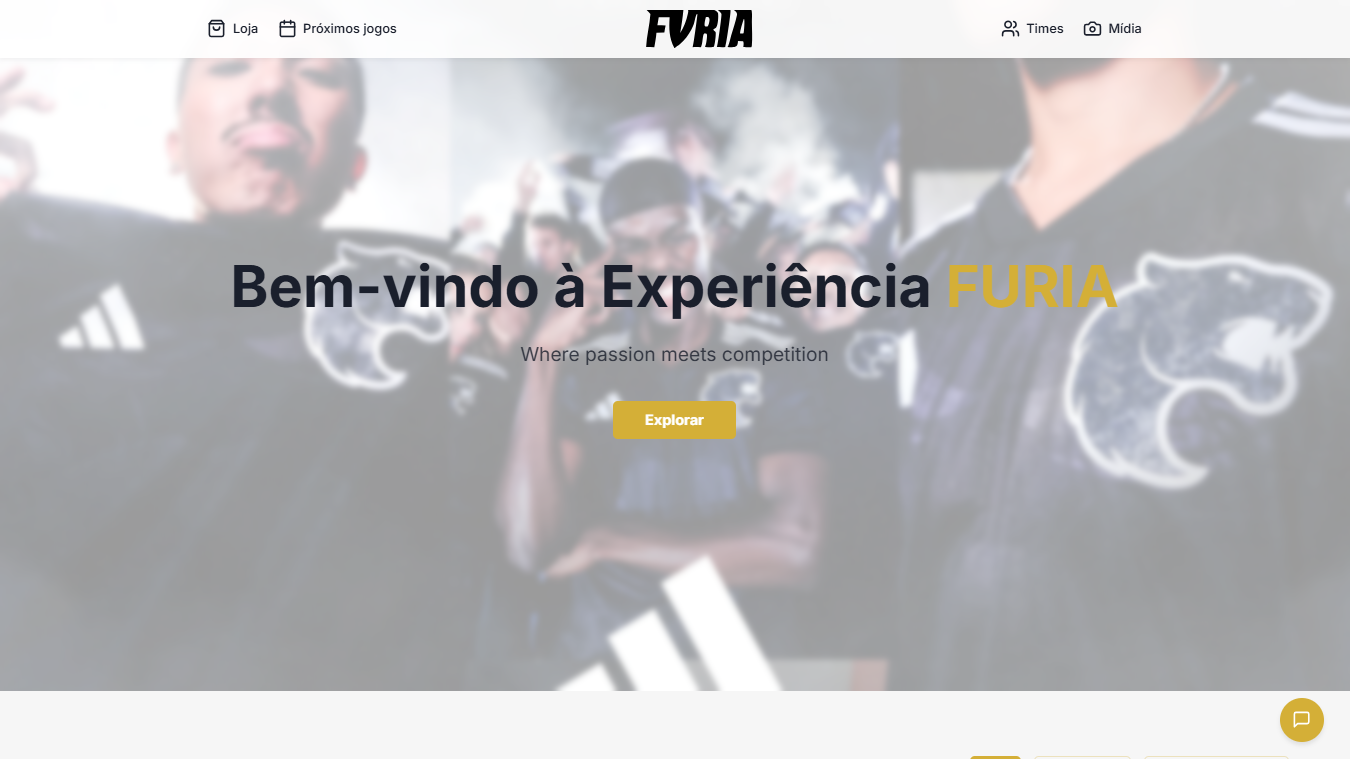 Loja
Próximos jogos
FURIA
Times
Mídia
Bem-vindo à Experiência FURIA
Where passion meets competition
Explorar